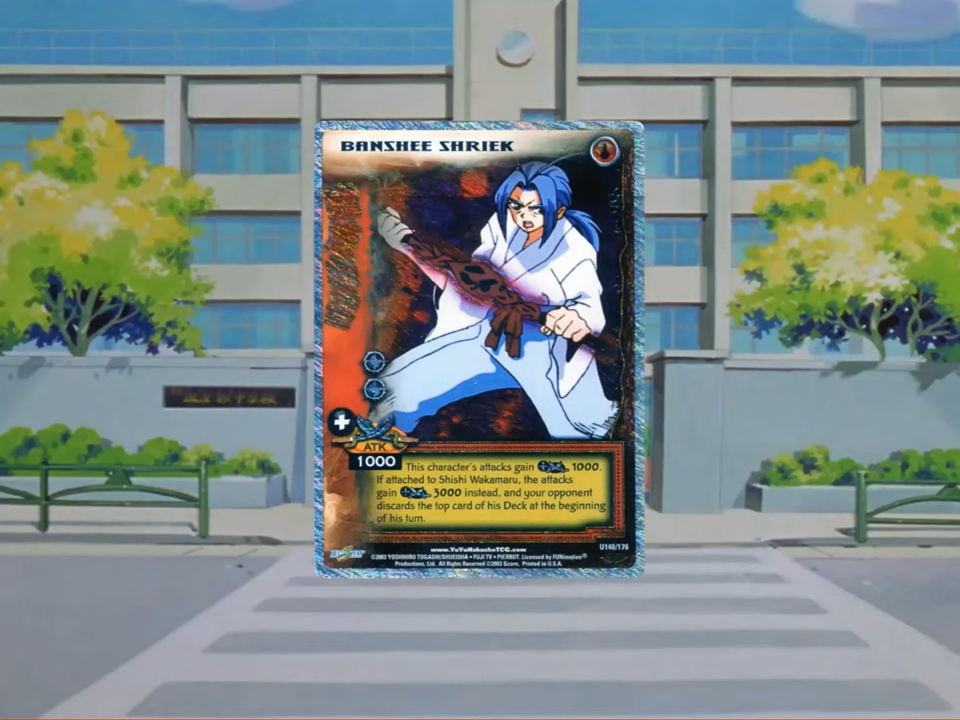 BANSHEE SHRIEK
ATK
1000
This character's attacks gain 1000.
If attached to Shishi Wakamaru, the attacks
gain 3000 instead, and your opponent
discards the top card of his Deck at the beginning
of his turn.
www.YuYuHakushoTCG.com
U140/176
©2003 YOSHIHIRO TOGASHI/SHUEISHA • FUJI TV • PIERROT. Licensed by FUNimation®
Productions, Ltd. All Rights Reserved ©2003 Score, Printed in U.S.A.